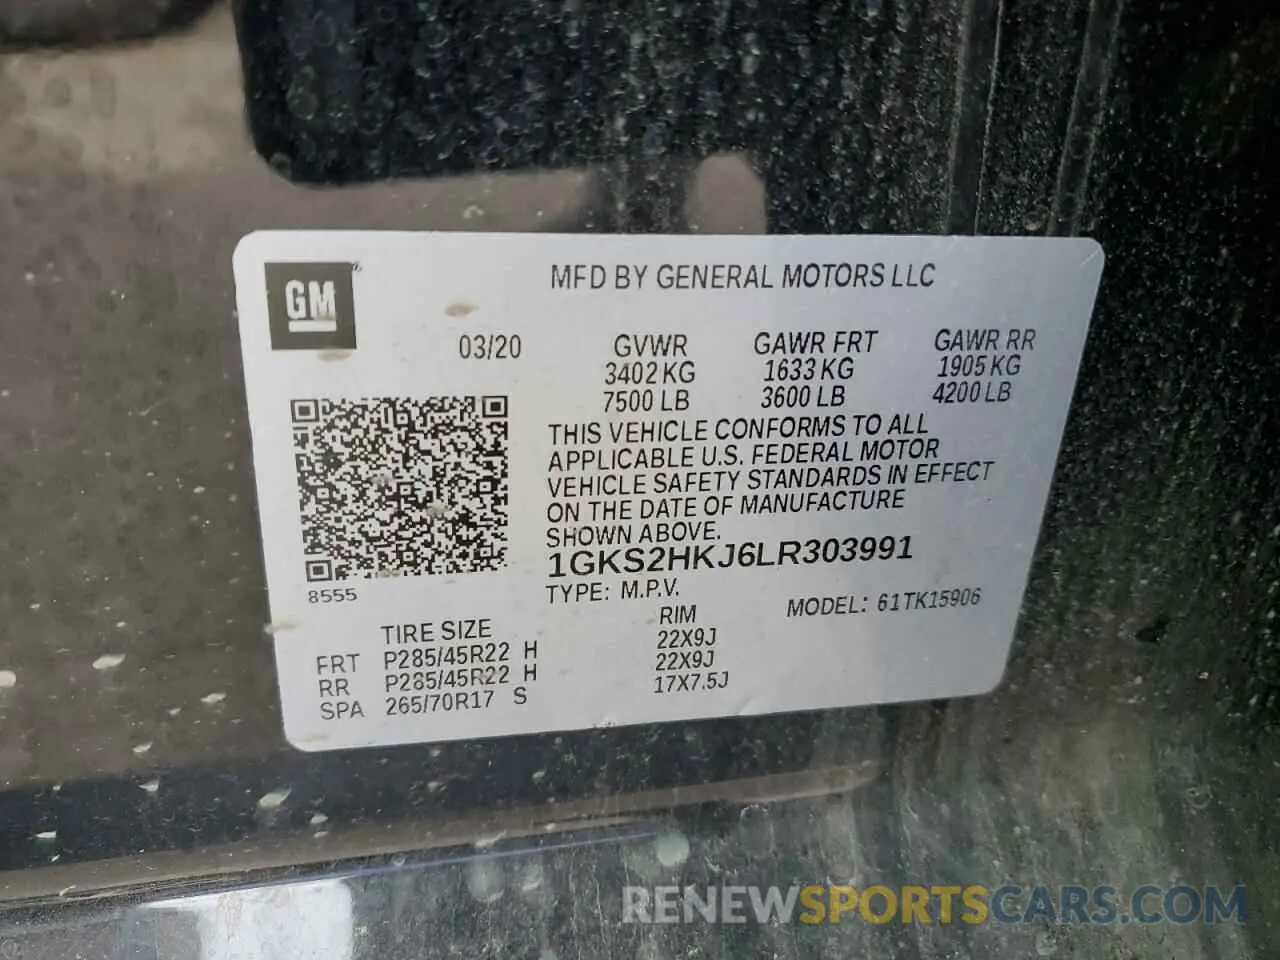 GM
MFD BY GENERAL MOTORS LLC
03/20
GVWR GAWR FRT GAWR RR
3402 KG 1633 KG 1905 KG
7500 LB 3600 LB 4200 LB
THIS VEHICLE CONFORMS TO ALL
APPLICABLE U.S. FEDERAL MOTOR
VEHICLE SAFETY STANDARDS IN EFFECT
ON THE DATE OF MANUFACTURE
SHOWN ABOVE.
1GKS2HKJ6LR303991
8555
TYPE: M.P.V. MODEL: 61TK15906
TIRE SIZE RIM
FRT P285/45R22 H 22X9J
RR P285/45R22 H 22X9J
SPA 265/70R17 S 17X7.5J
RENEWSPORTSCARS.COM